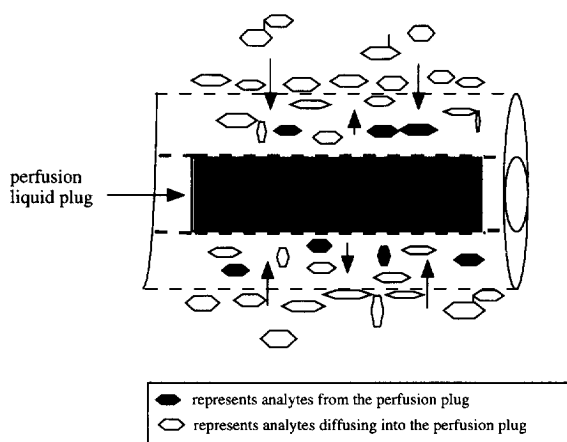 perfusion
liquid plug
represents analytes from the perfusion plug
represents analytes diffusing into the perfusion plug